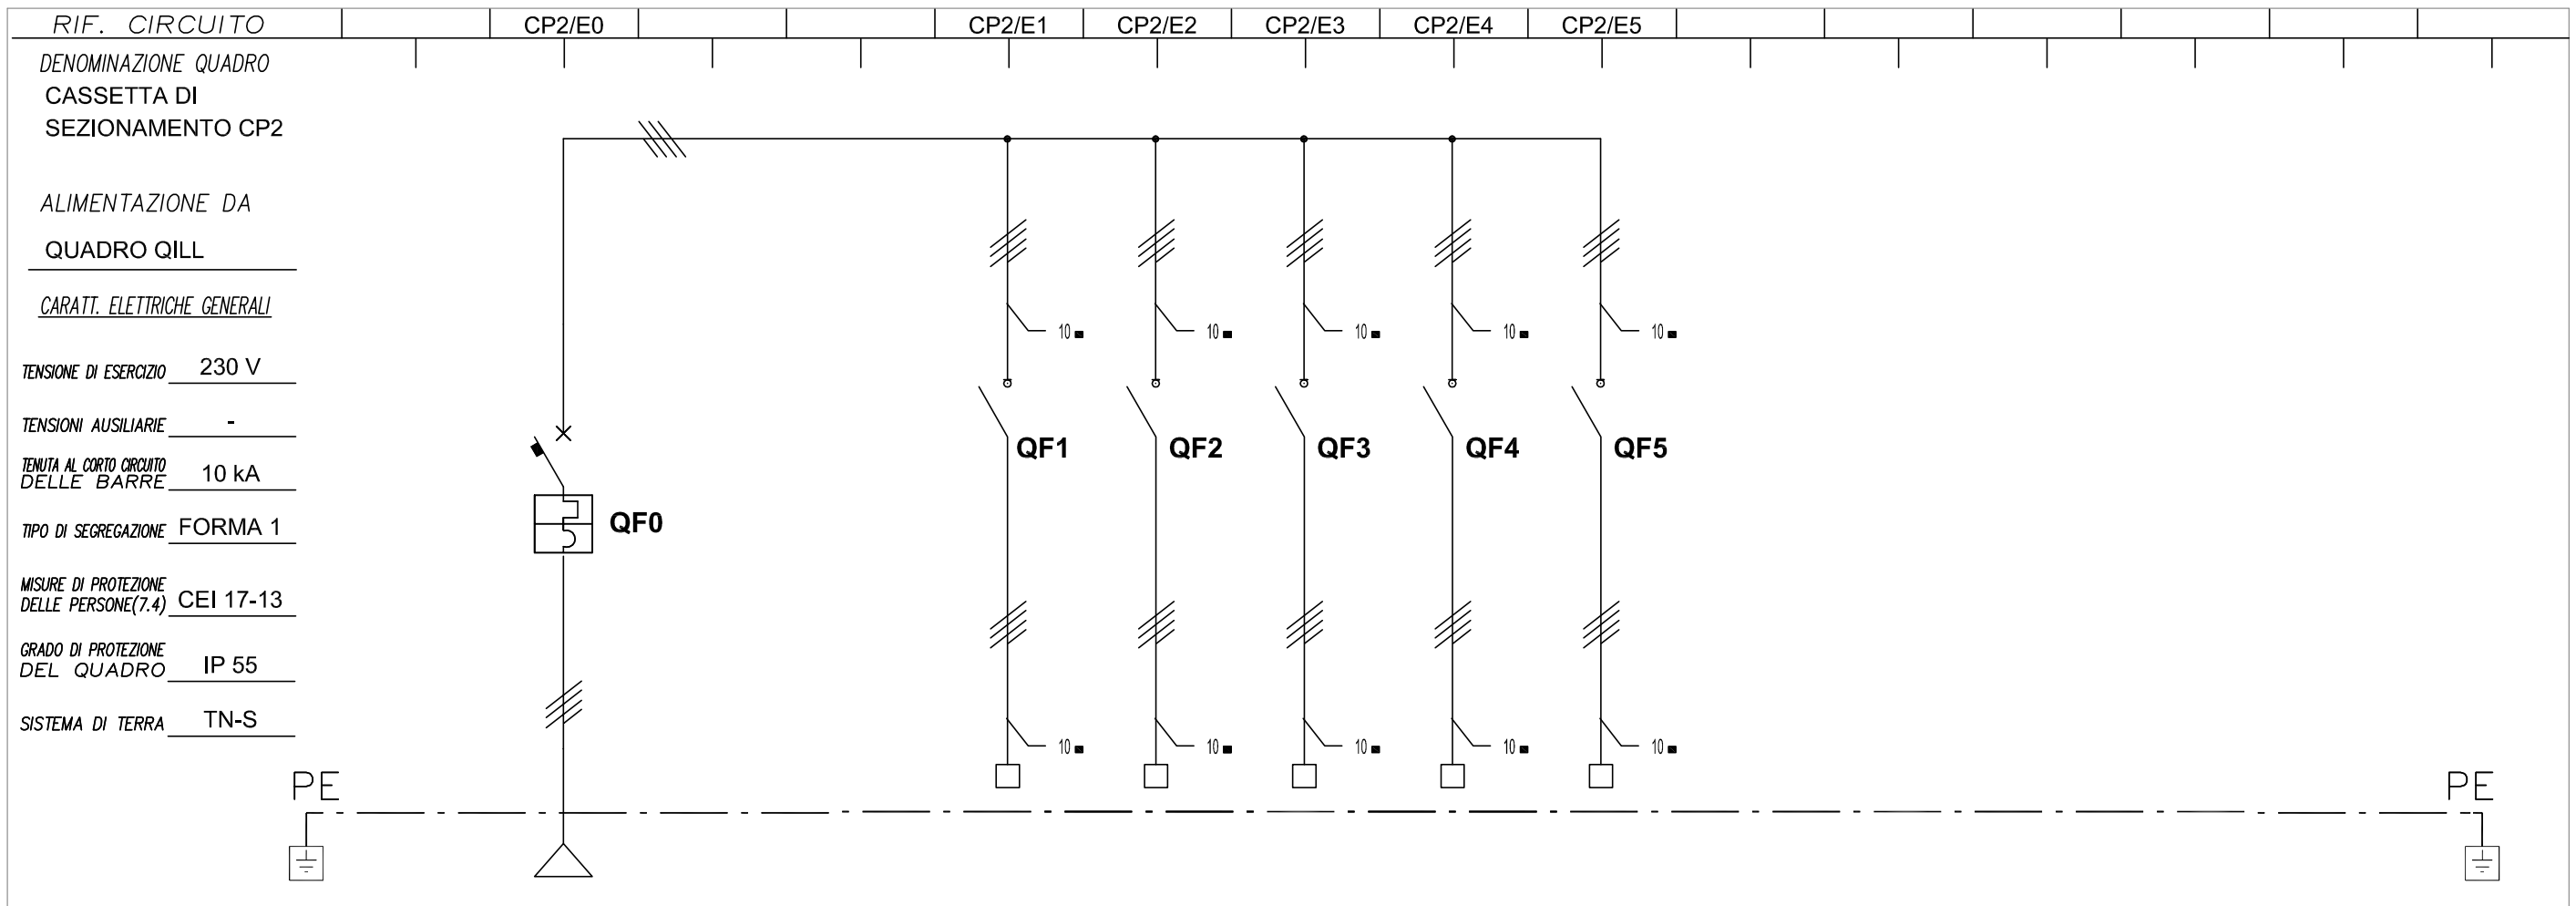 RIF. CIRCUITO CP2/E0 CP2/E1 CP2/E2 CP2/E3 CP2/E4 CP2/E5
DENOMINAZIONE QUADRO
CASSETTA DI
SEZIONAMENTO CP2
ALIMENTAZIONE DA
QUADRO QILL
CARATT. ELETTRICHE GENERALI
10 10 10 10 10
TENSIONE DI ESERCIZIO 230 V
TENSIONI AUSILIARIE -
QF1 QF2 QF3 QF4 QF5
TENUTA AL CORTO CIRCUITO
DELLE BARRE 10 kA
TIPO DI SEGREGAZIONE FORMA 1
QF0
MISURE DI PROTEZIONE
DELLE PERSONE(7.4) CEI 17-13
GRADO DI PROTEZIONE
DEL QUADRO IP 55
SISTEMA DI TERRA TN-S
10 10 10 10 10
PE PE